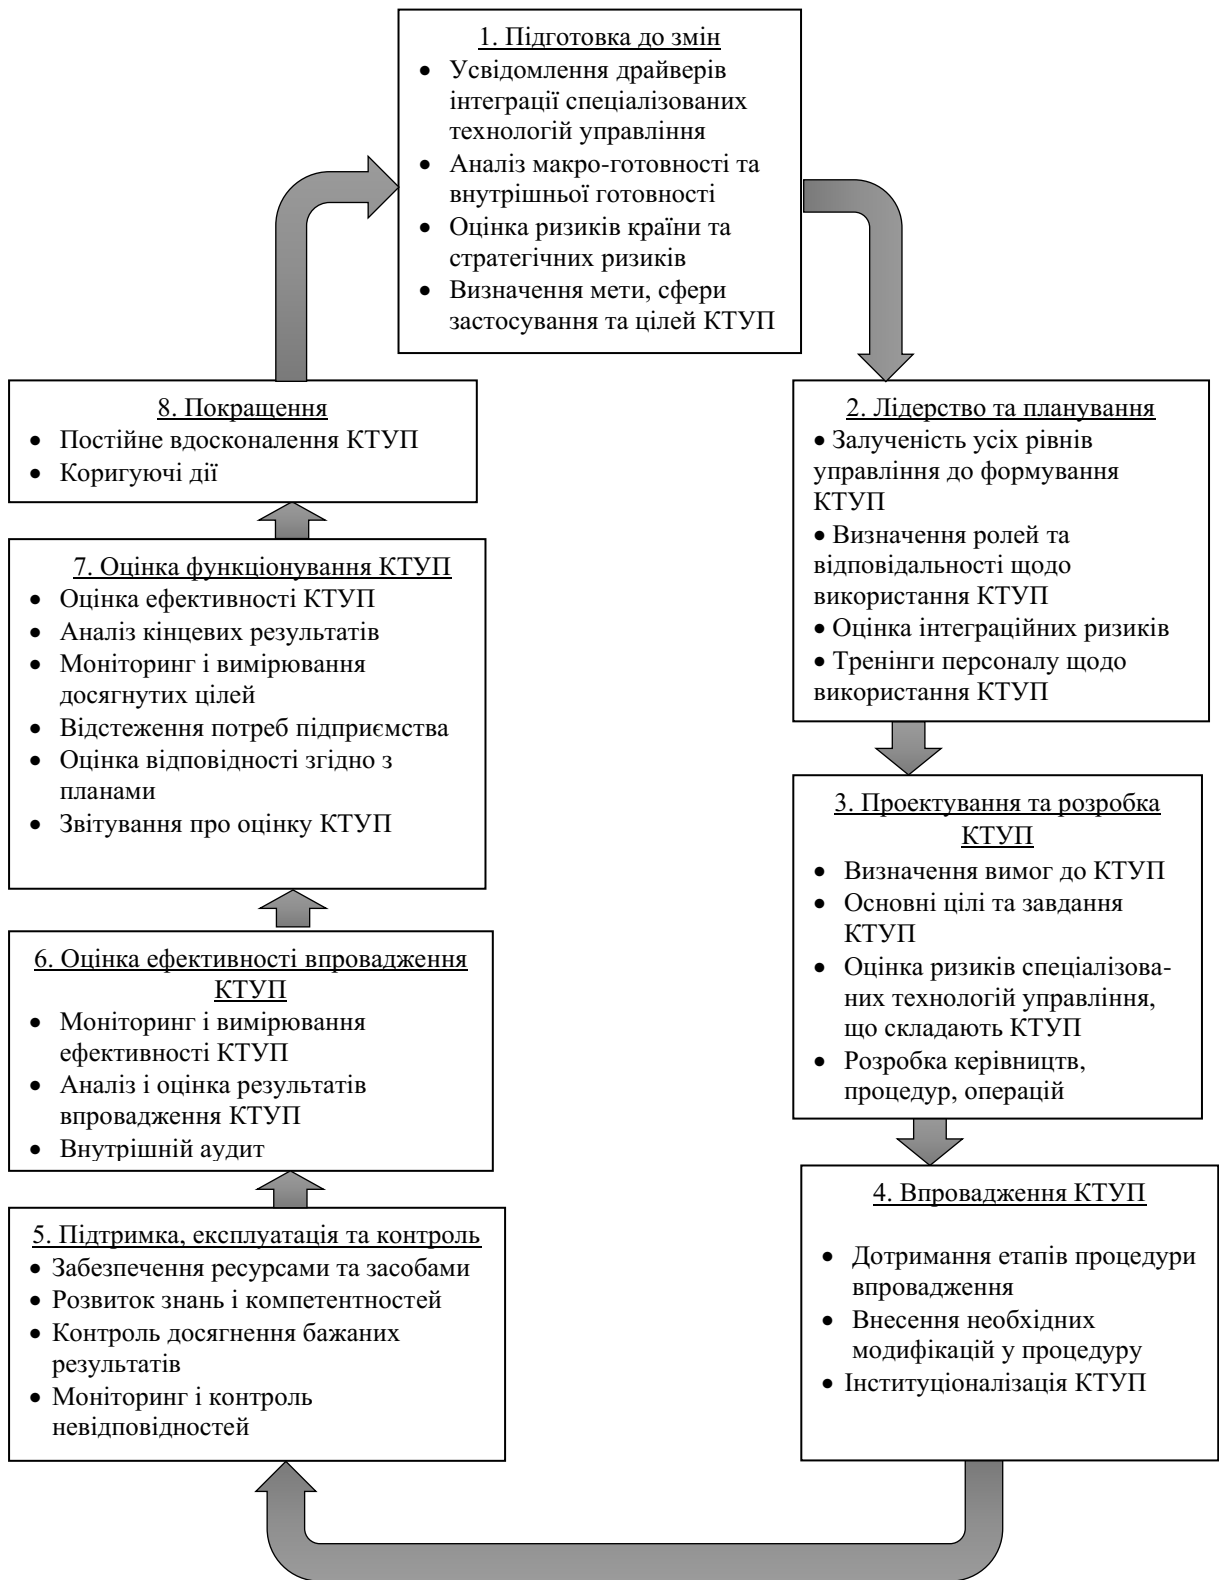 1. Підготовка до змін
• Усвідомлення драйверів
інтеграції спеціалізованих
технологій управління
• Аналіз макро-готовності та
внутрішньої готовності
• Оцінка ризиків країни та
стратегічних ризиків
• Визначення мети, сфери
застосування та цілей КТУП
2. Лідерство та планування
• Залученість усіх рівнів
управління до формування
КТУП
• Визначення ролей та
відповідальності щодо
використання КТУП
• Оцінка інтеграційних ризиків
• Тренінги персоналу щодо
використання КТУП
3. Проектування та розробка
КТУП
• Визначення вимог до КТУП
• Основні цілі та завдання
КТУП
• Оцінка ризиків спеціалізова-
них технологій управління,
що складають КТУП
• Розробка керівництв,
процедур, операцій
4. Впровадження КТУП
• Дотримання етапів процедури
впровадження
• Внесення необхідних
модифікацій у процедуру
• Інституціоналізація КТУП
5. Підтримка, експлуатація та контроль
• Забезпечення ресурсами та засобами
• Розвиток знань і компетентностей
• Контроль досягнення бажаних
результатів
• Моніторинг і контроль
невідповідностей
6. Оцінка ефективності впровадження
КТУП
• Моніторинг і вимірювання
ефективності КТУП
• Аналіз і оцінка результатів
впровадження КТУП
• Внутрішній аудит
7. Оцінка функціонування КТУП
• Оцінка ефективності КТУП
• Аналіз кінцевих результатів
• Моніторинг і вимірювання
досягнутих цілей
• Відстеження потреб підприємства
• Оцінка відповідності згідно з
планами
• Звітування про оцінку КТУП
8. Покращення
• Постійне вдосконалення КТУП
• Коригуючі дії